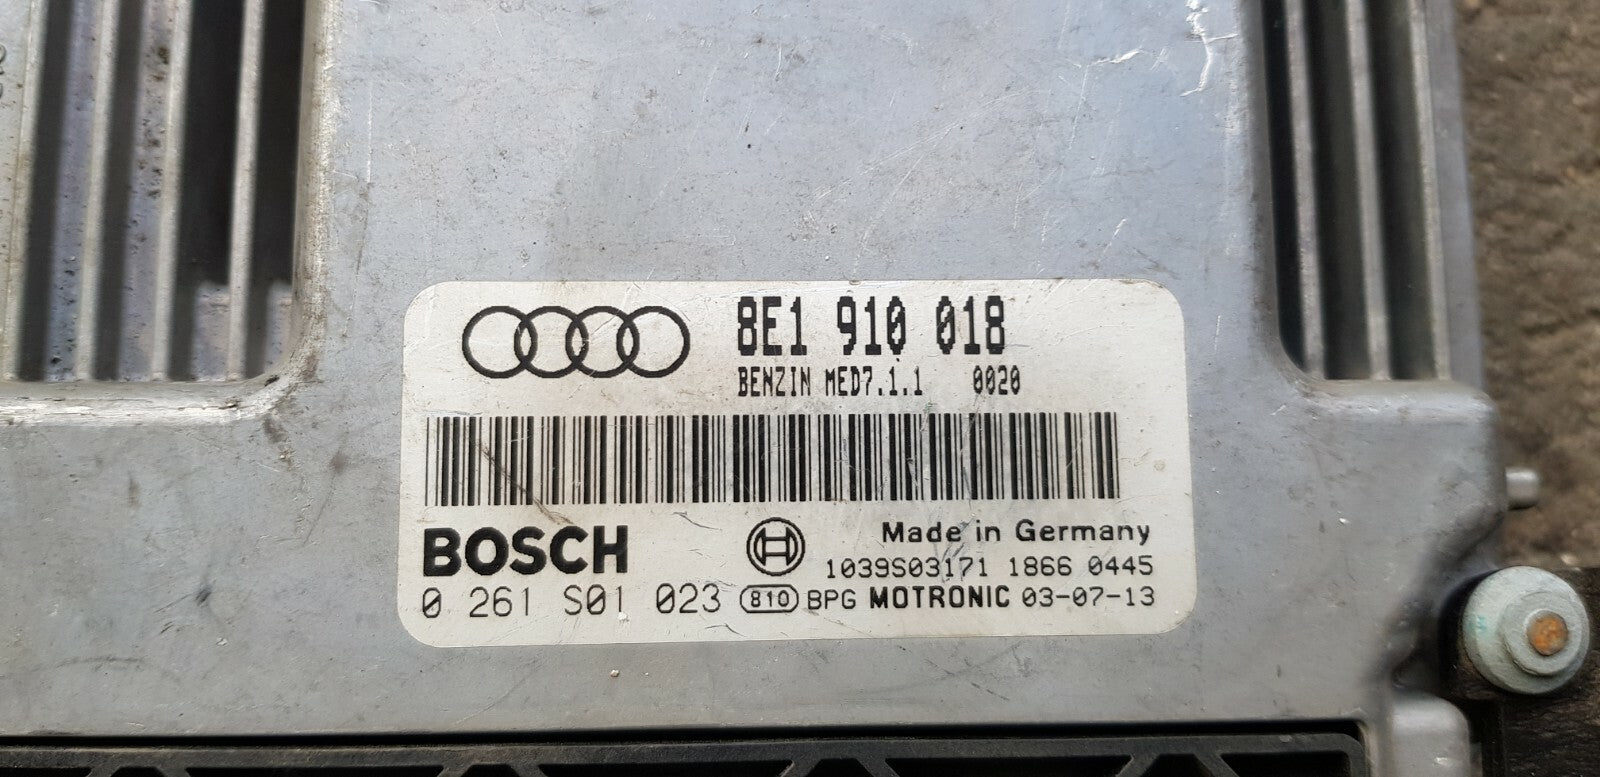 8E1 910 018
BENZIN MED7.1.1 0020
BOSCH
Made in Germany
1039S03171 1866 0445
0 261 S01 023 810 BPG MOTRONIC 03-07-13